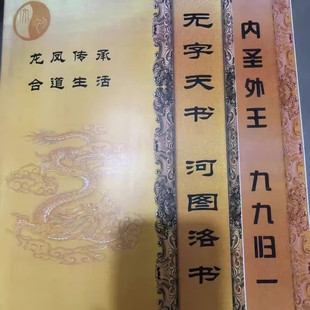 龙凤传承
合道生活
无字天书 河图洛书
内圣外王 九九归一